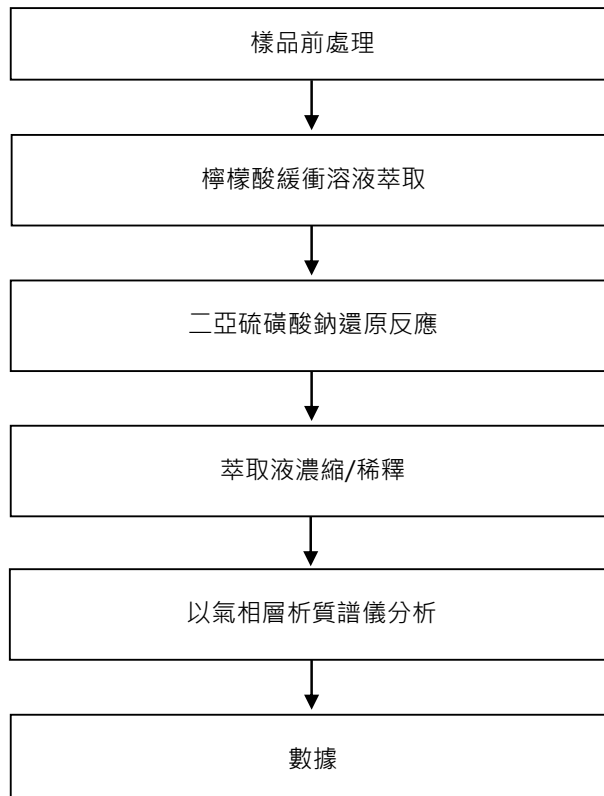 樣品前處理
檸檬酸緩衝溶液萃取
二亞硫磺酸鈉還原反應
萃取液濃縮/稀釋
以氣相層析質譜儀分析
數據